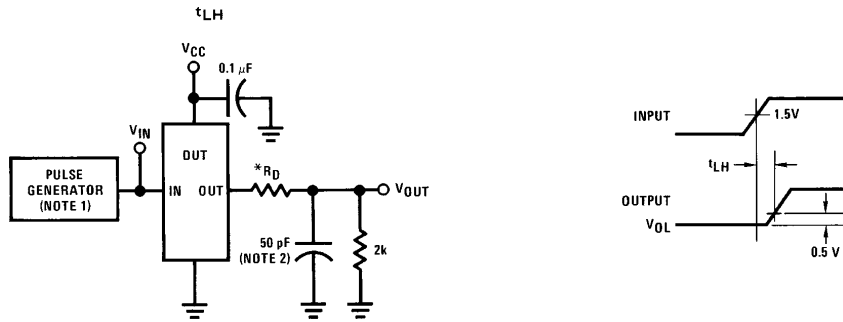 tLH
VCC
0.1 μF
VIN
DUT
PULSE
GENERATOR
(NOTE 1)
IN
OUT
*RD
VOUT
50 pF
(NOTE 2)
2k
INPUT
1.5V
tLH
OUTPUT
VOL
0.5 V